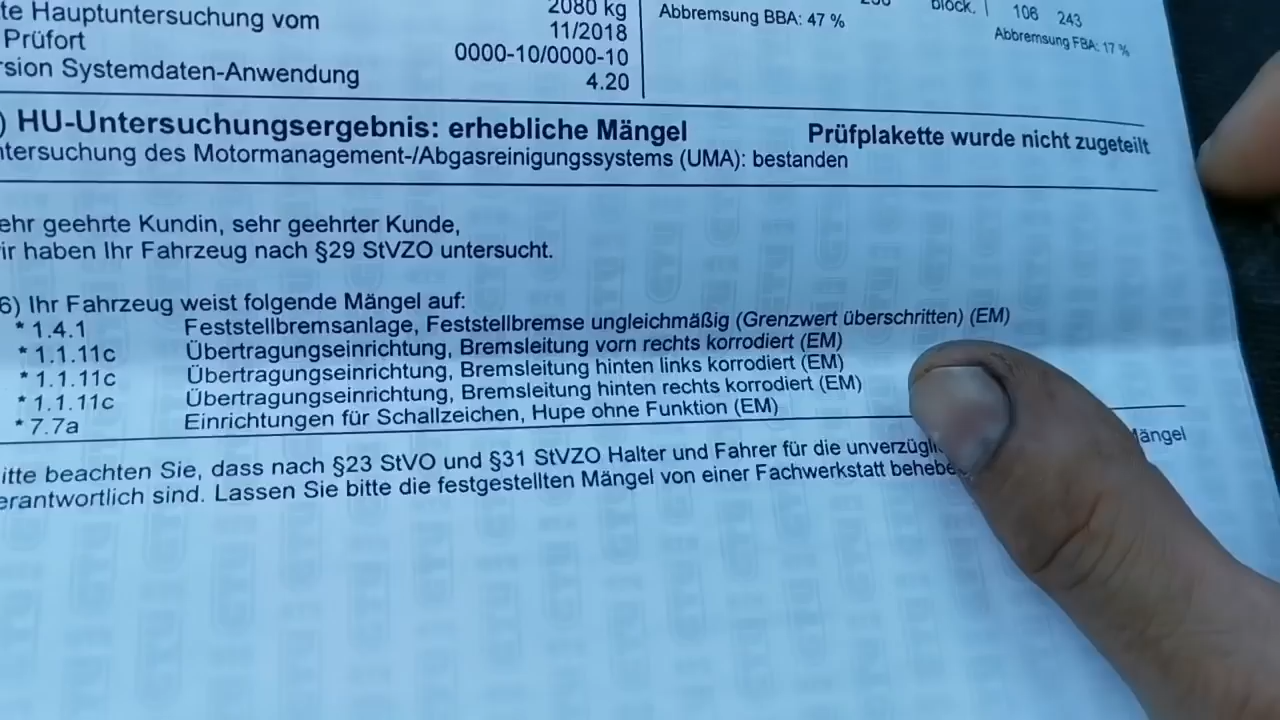 te Hauptuntersuchung vom
Prüfort
rsion Systemdaten-Anwendung
2080 kg
11/2018
0000-10/0000-10
4.20
Abbremsung BBA: 47 %
Block. | 106 243
Abbremsung FBA: 17 %
) HU-Untersuchungsergebnis: erhebliche Mängel Prüfplakette wurde nicht zugeteilt
ntersuchung des Motormanagement-/Abgasreinigungssystems (UMA): bestanden
ehr geehrte Kundin, sehr geehrter Kunde,
ir haben Ihr Fahrzeug nach §29 StVZO untersucht.
6) Ihr Fahrzeug weist folgende Mängel auf:
* 1.4.1 Feststellbremsanlage, Feststellbremse ungleichmäßig (Grenzwert überschritten) (EM)
* 1.1.11c Übertragungseinrichtung, Bremsleitung vorn rechts korrodiert (EM)
* 1.1.11c Übertragungseinrichtung, Bremsleitung hinten links korrodiert (EM)
* 1.1.11c Übertragungseinrichtung, Bremsleitung hinten rechts korrodiert (EM)
* 7.7a Einrichtungen für Schallzeichen, Hupe ohne Funktion (EM)
itte beachten Sie, dass nach §23 StVO und §31 StVZO Halter und Fahrer für die unverzügli Mängel
erantwortlich sind. Lassen Sie bitte die festgestellten Mängel von einer Fachwerkstatt behebe